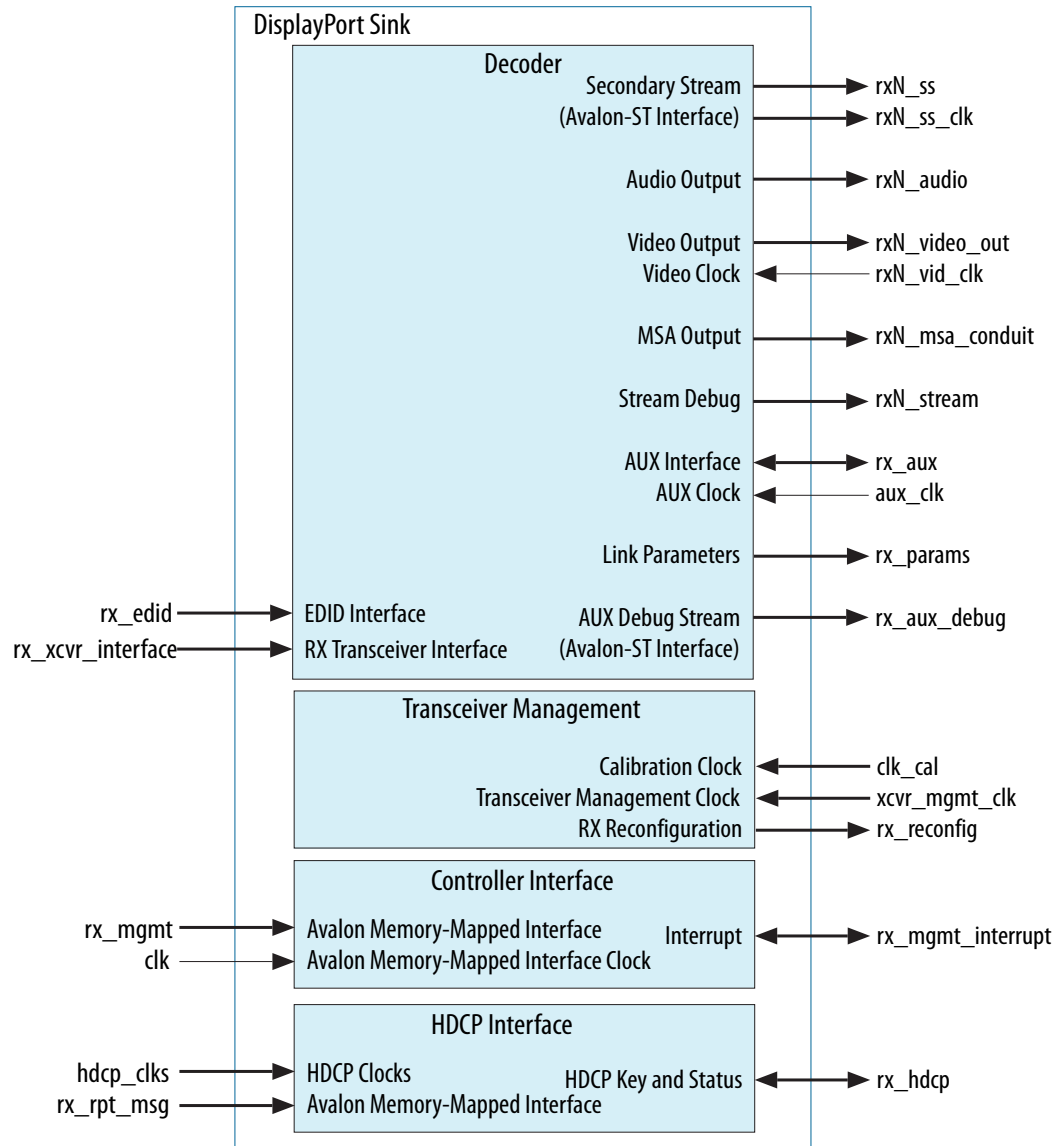 DisplayPort Sink
Decoder
Secondary Stream
rxN_ss
(Avalon-ST Interface)
rxN_ss_clk
Audio Output
rxN_audio
Video Output
rxN_video_out
Video Clock
rxN_vid_clk
MSA Output
rxN_msa_conduit
Stream Debug
rxN_stream
AUX Interface
rx_aux
AUX Clock
aux_clk
Link Parameters
rx_params
rx_edid
EDID Interface
AUX Debug Stream
rx_aux_debug
rx_xcvr_interface
RX Transceiver Interface
(Avalon-ST Interface)
Transceiver Management
Calibration Clock
clk_cal
Transceiver Management Clock
xcvr_mgmt_clk
RX Reconfiguration
rx_reconfig
Controller Interface
rx_mgmt
Avalon Memory-Mapped Interface
Interrupt
rx_mgmt_interrupt
clk
Avalon Memory-Mapped Interface Clock
HDCP Interface
hdcp_clks
HDCP Clocks
HDCP Key and Status
rx_hdcp
rx_rpt_msg
Avalon Memory-Mapped Interface